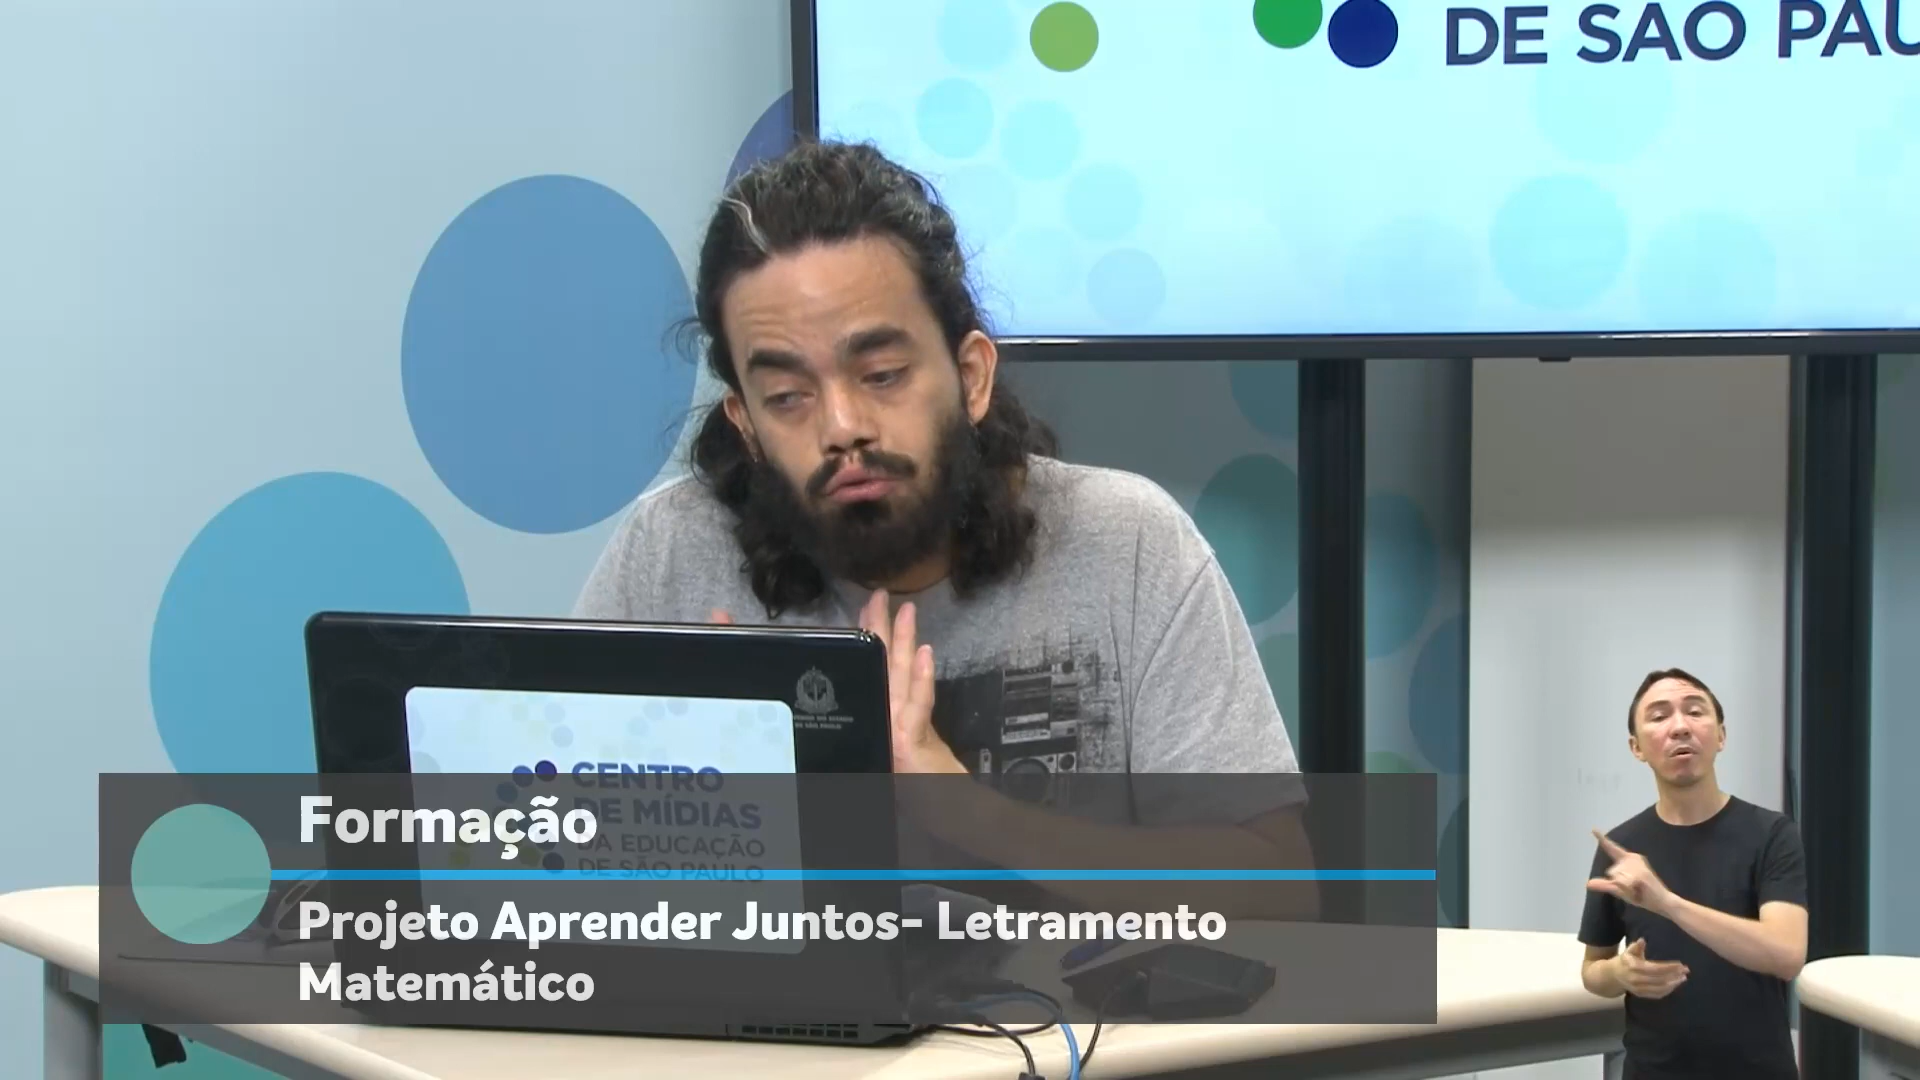 DE SAO PAU
CENTRO
DE MÍDIAS
DA EDUCAÇÃO
DE SÃO PAULO
Formação
Projeto Aprender Juntos- Letramento
Matemático